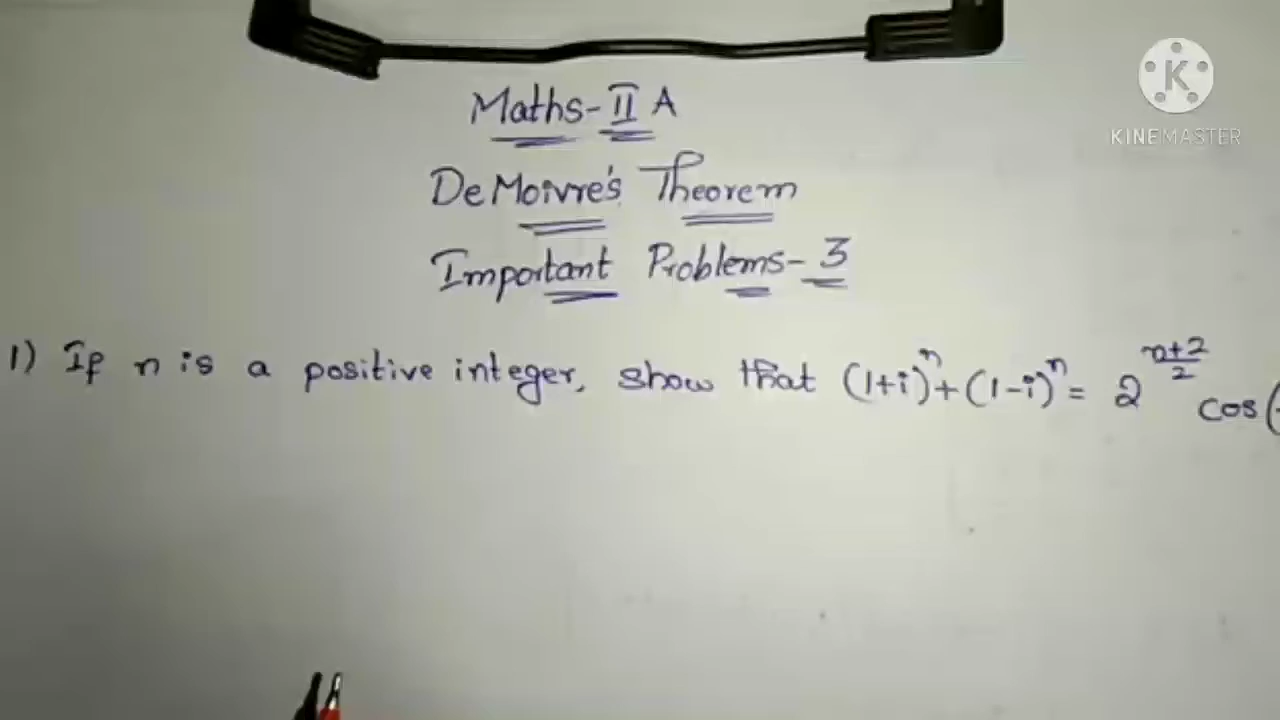 KINEMASTER
Maths-II A
DeMoivre's Theorem
Important Problems-3
1) If n is a positive integer, show that (1+i)^n+(1-i)^n = 2^((n+2)/2) cos(